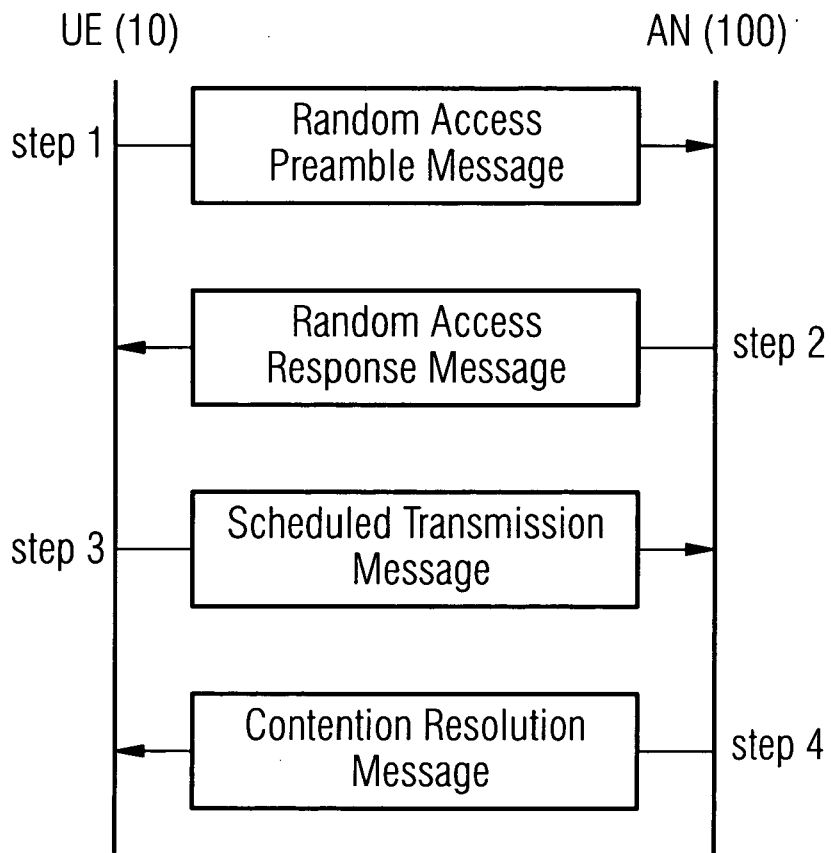 UE (10)
AN (100)
step 1
Random Access
Preamble Message
Random Access
Response Message
step 2
step 3
Scheduled Transmission
Message
Contention Resolution
Message
step 4